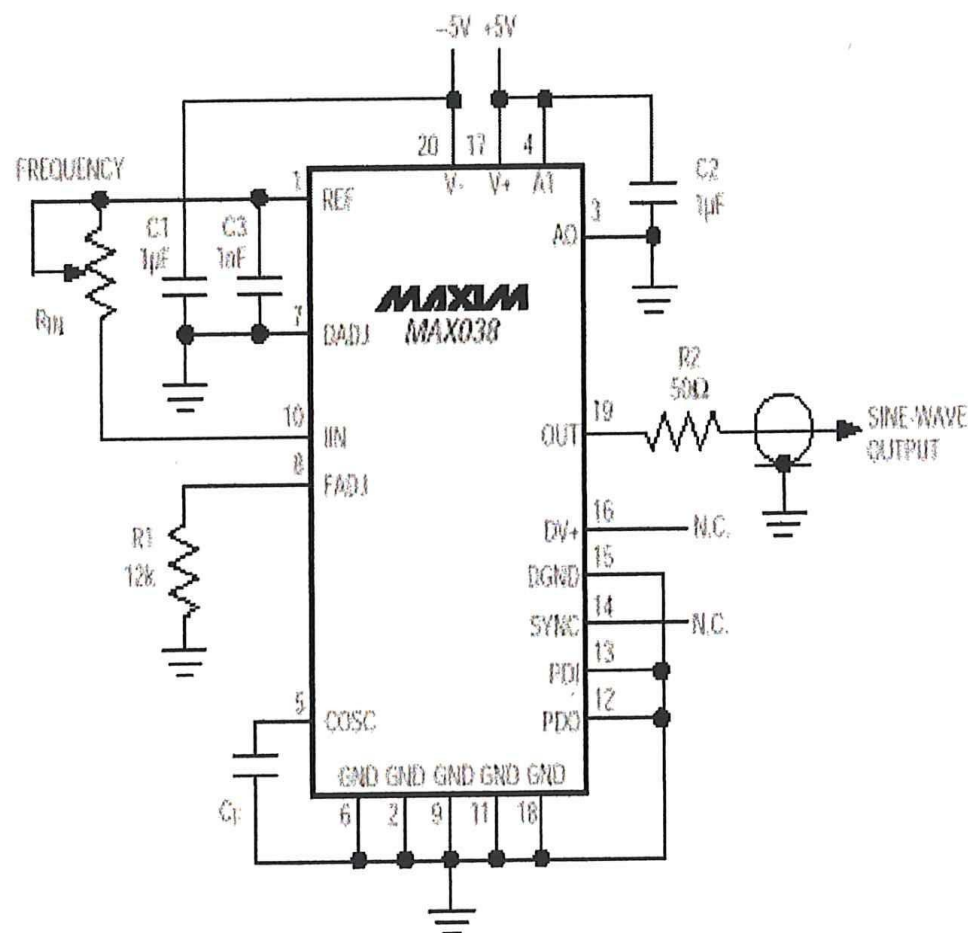 –5V +5V
20 17 4
V- V+ A1
FREQUENCY
1
REF
C2
1µF
3
A0
C1
1µF
C3
1nF
RIN
MAXIM
MAX038
7
DADJ
R2
50Ω
10
IIN
19
OUT
SINE-WAVE
OUTPUT
8
FADJ
R1
12k
16
DV+
N.C.
15
DGND
14
SYNC
N.C.
13
PDI
12
PDO
5
COSC
GND GND GND GND GND
CF
6 2 9 11 18